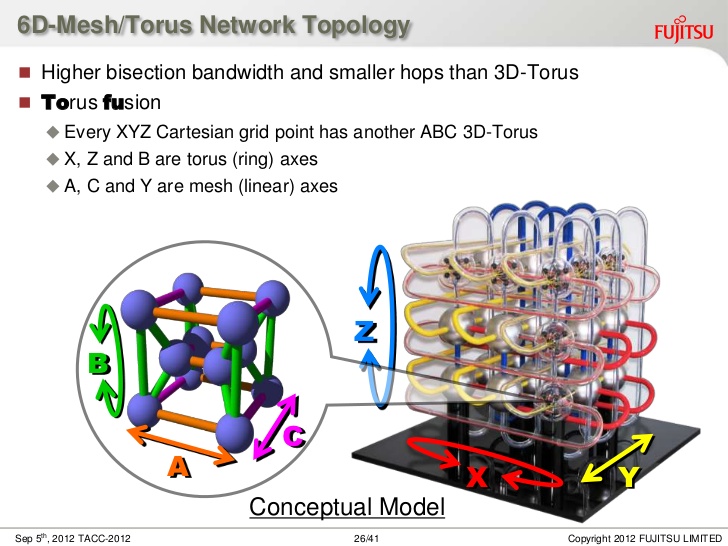 6D-Mesh/Torus Network Topology
FUJITSU
Higher bisection bandwidth and smaller hops than 3D-Torus
Torus fusion
Every XYZ Cartesian grid point has another ABC 3D-Torus
X, Z and B are torus (ring) axes
A, C and Y are mesh (linear) axes
Z
B
C
A
X
Y
Conceptual Model
Sep 5th, 2012 TACC-2012
26/41
Copyright 2012 FUJITSU LIMITED